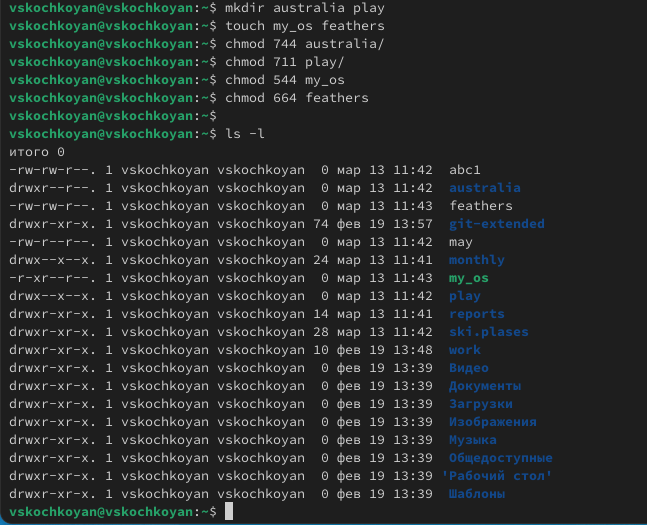 vskochkoyan@vskochkoyan:~$ mkdir australia play
vskochkoyan@vskochkoyan:~$ touch my_os feathers
vskochkoyan@vskochkoyan:~$ chmod 744 australia/
vskochkoyan@vskochkoyan:~$ chmod 711 play/
vskochkoyan@vskochkoyan:~$ chmod 544 my_os
vskochkoyan@vskochkoyan:~$ chmod 664 feathers
vskochkoyan@vskochkoyan:~$
vskochkoyan@vskochkoyan:~$ ls -l
итого 0
-rw-rw-r--. 1 vskochkoyan vskochkoyan  0 мар 13 11:42  abc1
drwxr--r--. 1 vskochkoyan vskochkoyan  0 мар 13 11:42  australia
-rw-rw-r--. 1 vskochkoyan vskochkoyan  0 мар 13 11:43  feathers
drwxr-xr-x. 1 vskochkoyan vskochkoyan 74 фев 19 13:57  git-extended
-rw-r--r--. 1 vskochkoyan vskochkoyan  0 мар 13 11:42  may
drwx--x--x. 1 vskochkoyan vskochkoyan 24 мар 13 11:41  monthly
-r-xr--r--. 1 vskochkoyan vskochkoyan  0 мар 13 11:43  my_os
drwx--x--x. 1 vskochkoyan vskochkoyan  0 мар 13 11:42  play
drwxr-xr-x. 1 vskochkoyan vskochkoyan 14 мар 13 11:41  reports
drwxr-xr-x. 1 vskochkoyan vskochkoyan 28 мар 13 11:42  ski.plases
drwxr-xr-x. 1 vskochkoyan vskochkoyan 10 фев 19 13:48  work
drwxr-xr-x. 1 vskochkoyan vskochkoyan  0 фев 19 13:39  Видео
drwxr-xr-x. 1 vskochkoyan vskochkoyan  0 фев 19 13:39  Документы
drwxr-xr-x. 1 vskochkoyan vskochkoyan  0 фев 19 13:39  Загрузки
drwxr-xr-x. 1 vskochkoyan vskochkoyan  0 фев 19 13:39  Изображения
drwxr-xr-x. 1 vskochkoyan vskochkoyan  0 фев 19 13:39  Музыка
drwxr-xr-x. 1 vskochkoyan vskochkoyan  0 фев 19 13:39  Общедоступные
drwxr-xr-x. 1 vskochkoyan vskochkoyan  0 фев 19 13:39 'Рабочий стол'
drwxr-xr-x. 1 vskochkoyan vskochkoyan  0 фев 19 13:39  Шаблоны
vskochkoyan@vskochkoyan:~$